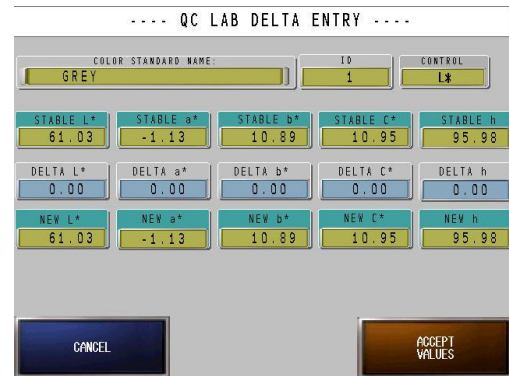 ---- QC LAB DELTA ENTRY ----
COLOR STANDARD NAME: ID CONTROL
GREY 1 L*
STABLE L* STABLE a* STABLE b* STABLE C* STABLE h
61.03 -1.13 10.89 10.95 95.98
DELTA L* DELTA a* DELTA b* DELTA C* DELTA h
0.00 0.00 0.00 0.00 0.00
NEW L* NEW a* NEW b* NEW C* NEW h
61.03 -1.13 10.89 10.95 95.98
CANCEL ACCEPT
VALUES